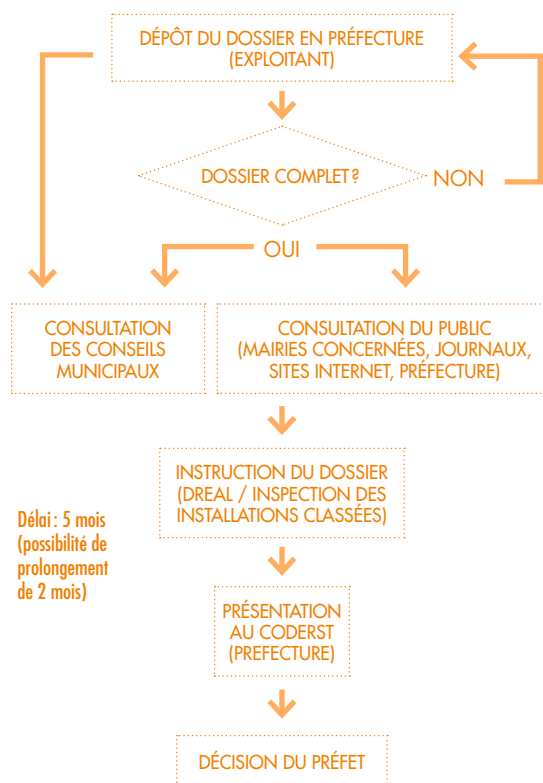 DÉPÔT DU DOSSIER EN PRÉFECTURE
(EXPLOITANT)
DOSSIER COMPLET ?
NON
OUI
CONSULTATION
DES CONSEILS
MUNICIPAUX
CONSULTATION DU PUBLIC
(MAIRIES CONCERNÉES, JOURNAUX,
SITES INTERNET, PRÉFECTURE)
INSTRUCTION DU DOSSIER
(DREAL / INSPECTION DES
INSTALLATIONS CLASSÉES)
Délai : 5 mois
(possibilité de
prolongement
de 2 mois)
PRÉSENTATION
AU CODERST
(PREFECTURE)
DÉCISION DU PRÉFET